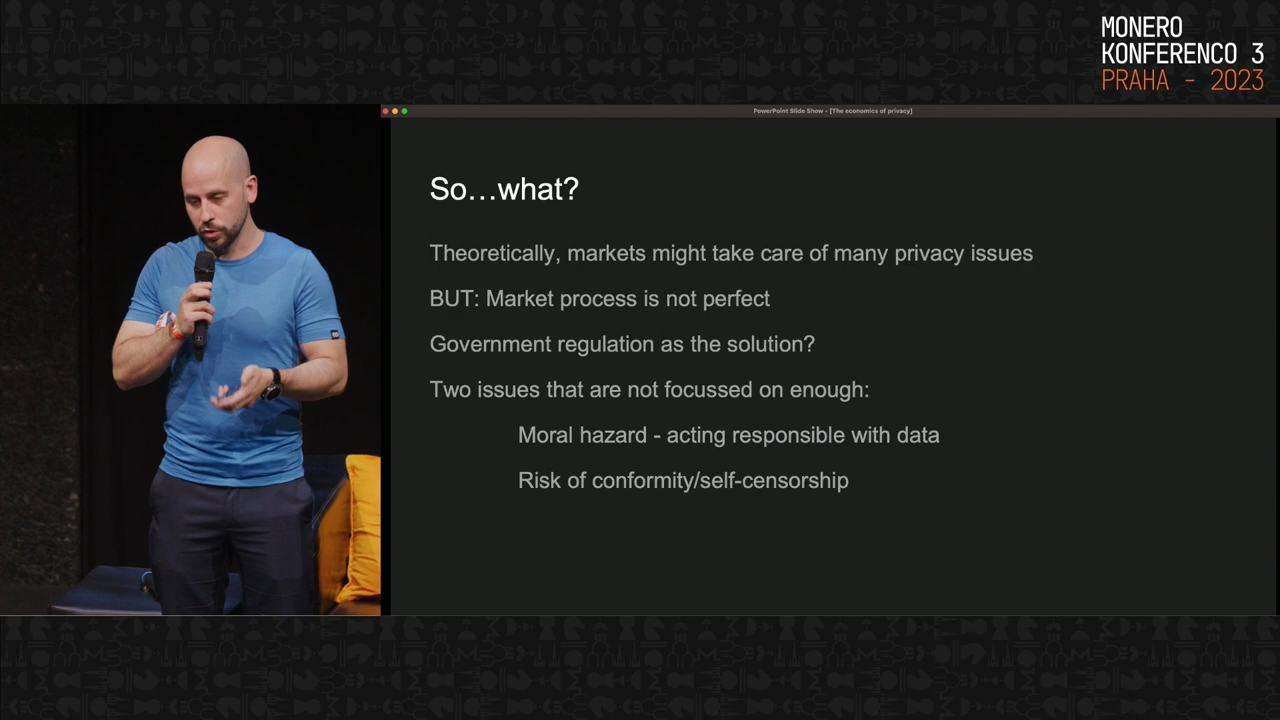 MONERO
KONFERENCO 3
PRAHA - 2023
PowerPoint Slide Show - [The economics of privacy]
So…what?
Theoretically, markets might take care of many privacy issues
BUT: Market process is not perfect
Government regulation as the solution?
Two issues that are not focussed on enough:
Moral hazard - acting responsible with data
Risk of conformity/self-censorship